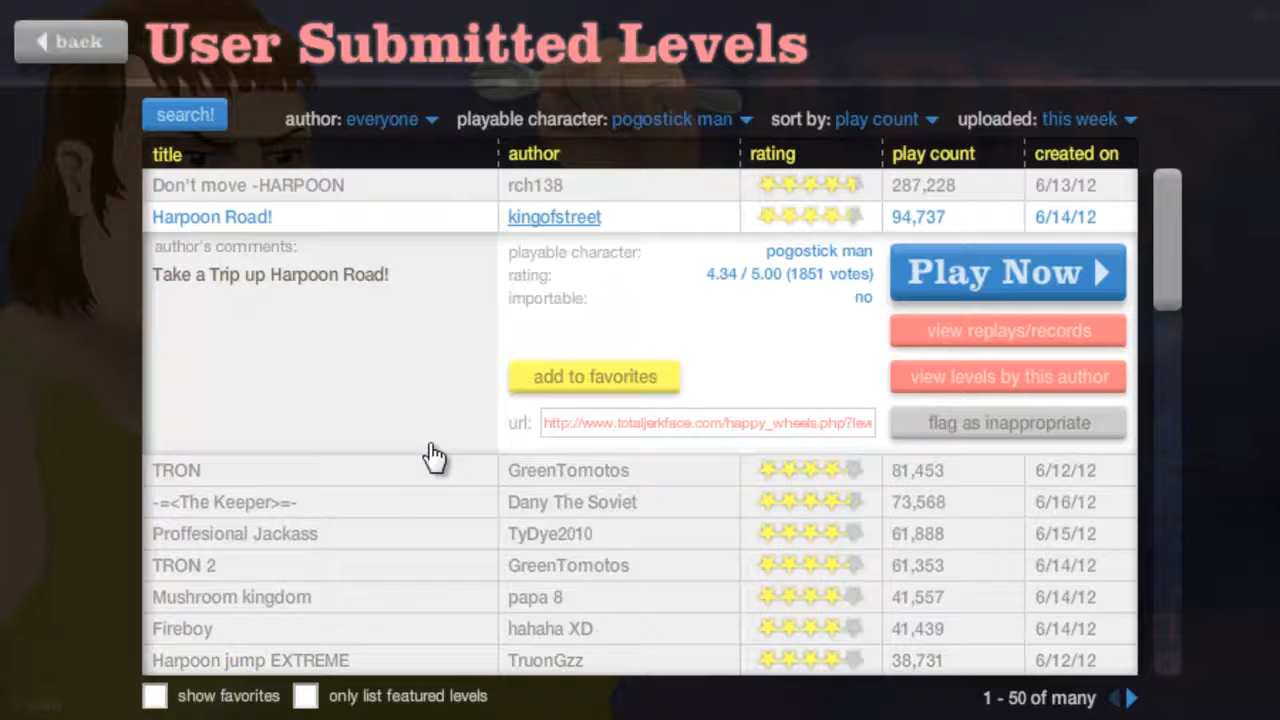 back
User Submitted Levels
search! author: everyone playable character: pogostick man sort by: play count uploaded: this week
title author rating play count created on
Don't move -HARPOON rch138 287,228 6/13/12
Harpoon Road! kingofstreet 94,737 6/14/12
author's comments: playable character: pogostick man Play Now
Take a Trip up Harpoon Road! rating: 4.34 / 5.00 (1851 votes)
importable: no
view replays/records
add to favorites view levels by this author
url: http://www.totaljerkface.com/happy_wheels.php?lev flag as inappropriate
TRON GreenTomotos 81,453 6/12/12
-=<The Keeper>=- Dany The Soviet 73,568 6/16/12
Proffesional Jackass TyDye2010 61,888 6/15/12
TRON 2 GreenTomotos 61,353 6/14/12
Mushroom kingdom papa 8 41,557 6/14/12
Fireboy hahaha XD 41,439 6/14/12
Harpoon jump EXTREME TruonGzz 38,731 6/12/12
show favorites only list featured levels 1 - 50 of many